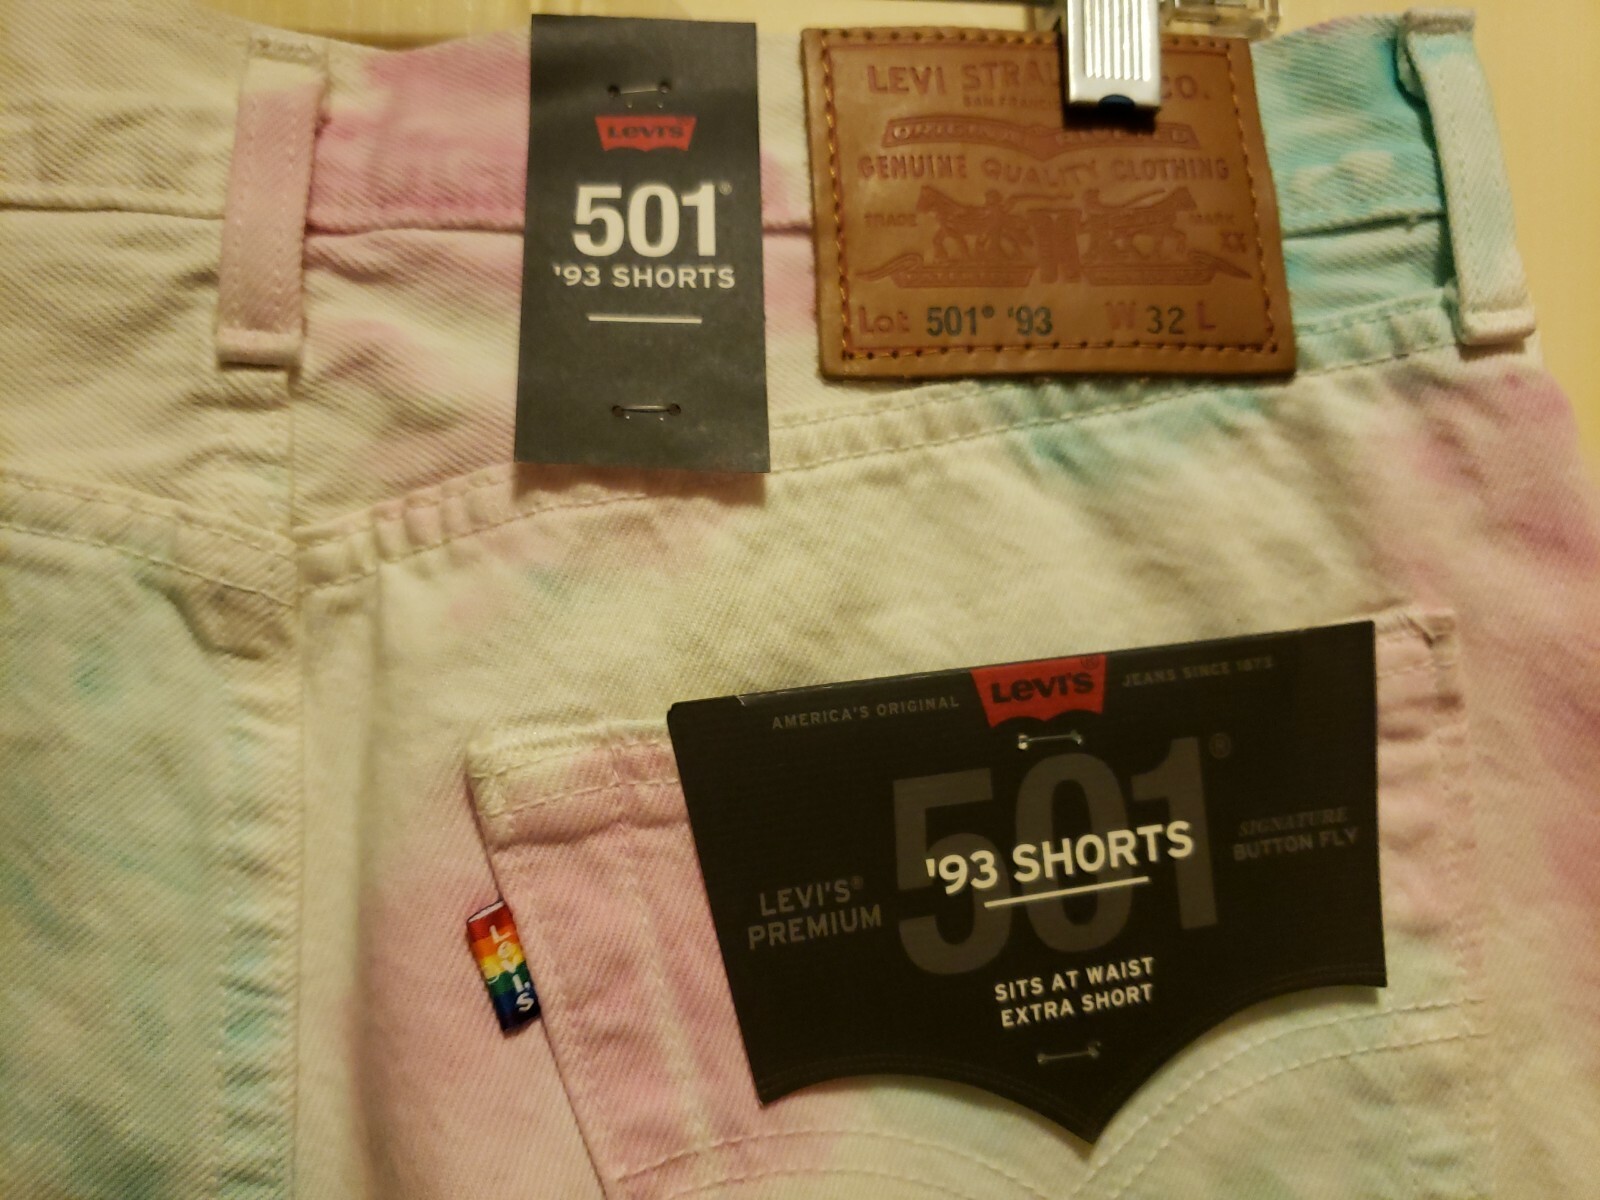 Levi's
501®
'93 SHORTS
LEVI STRA CO.
GENUINE QUALITY CLOTHING
TRADE MARK
XX
Lot 501® '93 W 32 L
AMERICA'S ORIGINAL Levi's® JEANS SINCE 1873
501®
'93 SHORTS
SIGNATURE
BUTTON FLY
LEVI'S®
PREMIUM
SITS AT WAIST
EXTRA SHORT
Levi's